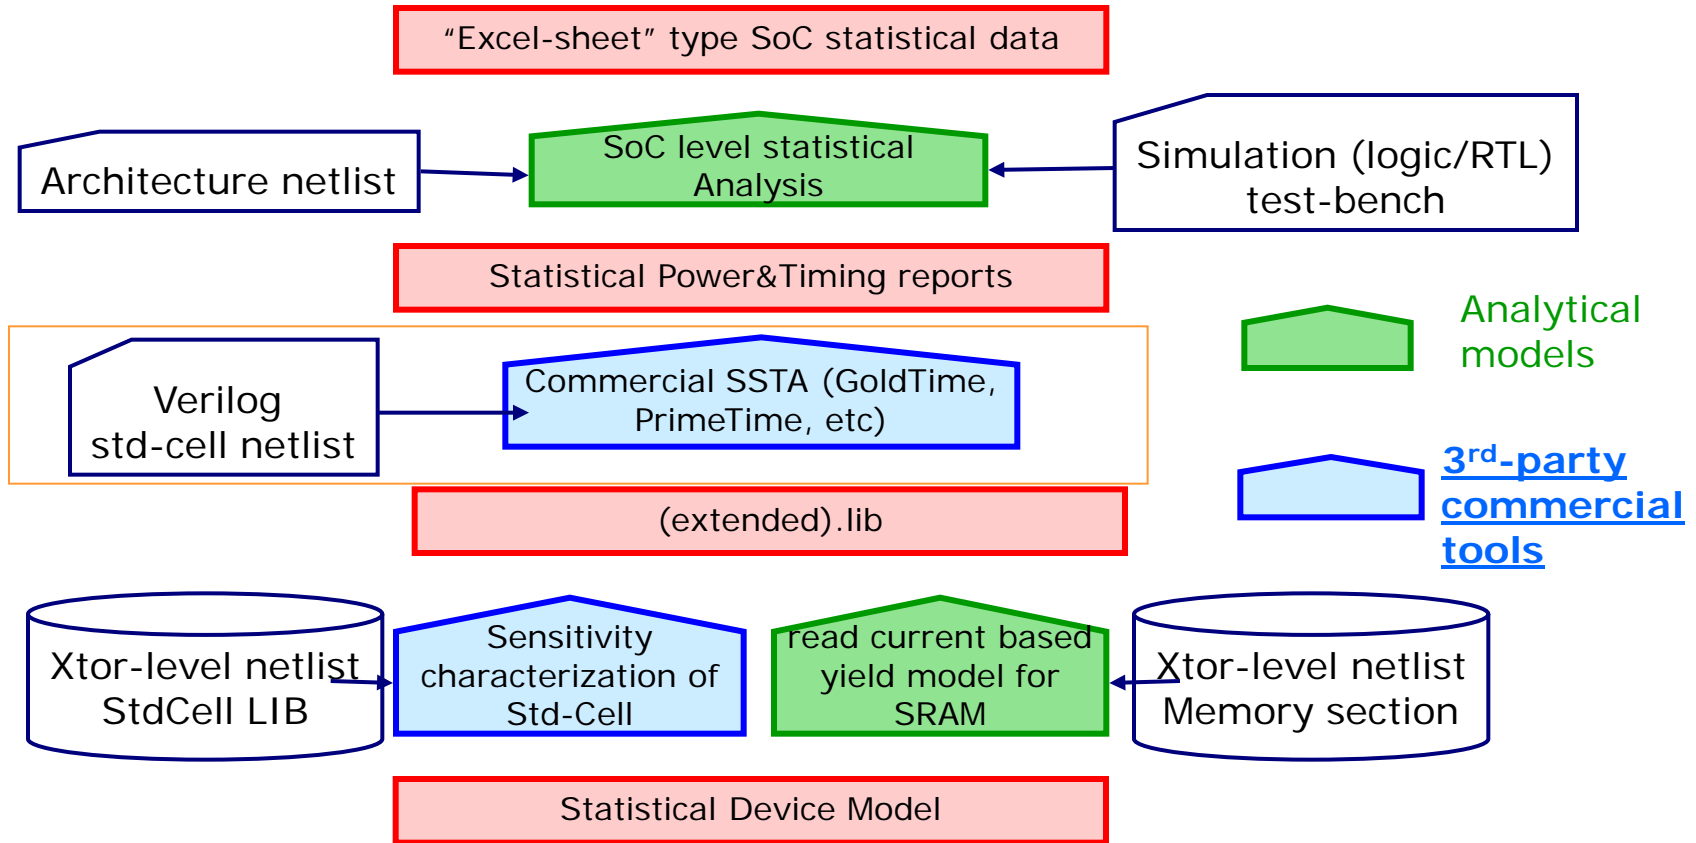 “Excel-sheet” type SoC statistical data
Architecture netlist
SoC level statistical
Analysis
Simulation (logic/RTL)
test-bench
Statistical Power&Timing reports
Analytical
models
Verilog
std-cell netlist
Commercial SSTA (GoldTime,
PrimeTime, etc)
3rd-party
commercial
tools
(extended).lib
Xtor-level netlist
StdCell LIB
Sensitivity
characterization of
Std-Cell
read current based
yield model for
SRAM
Xtor-level netlist
Memory section
Statistical Device Model